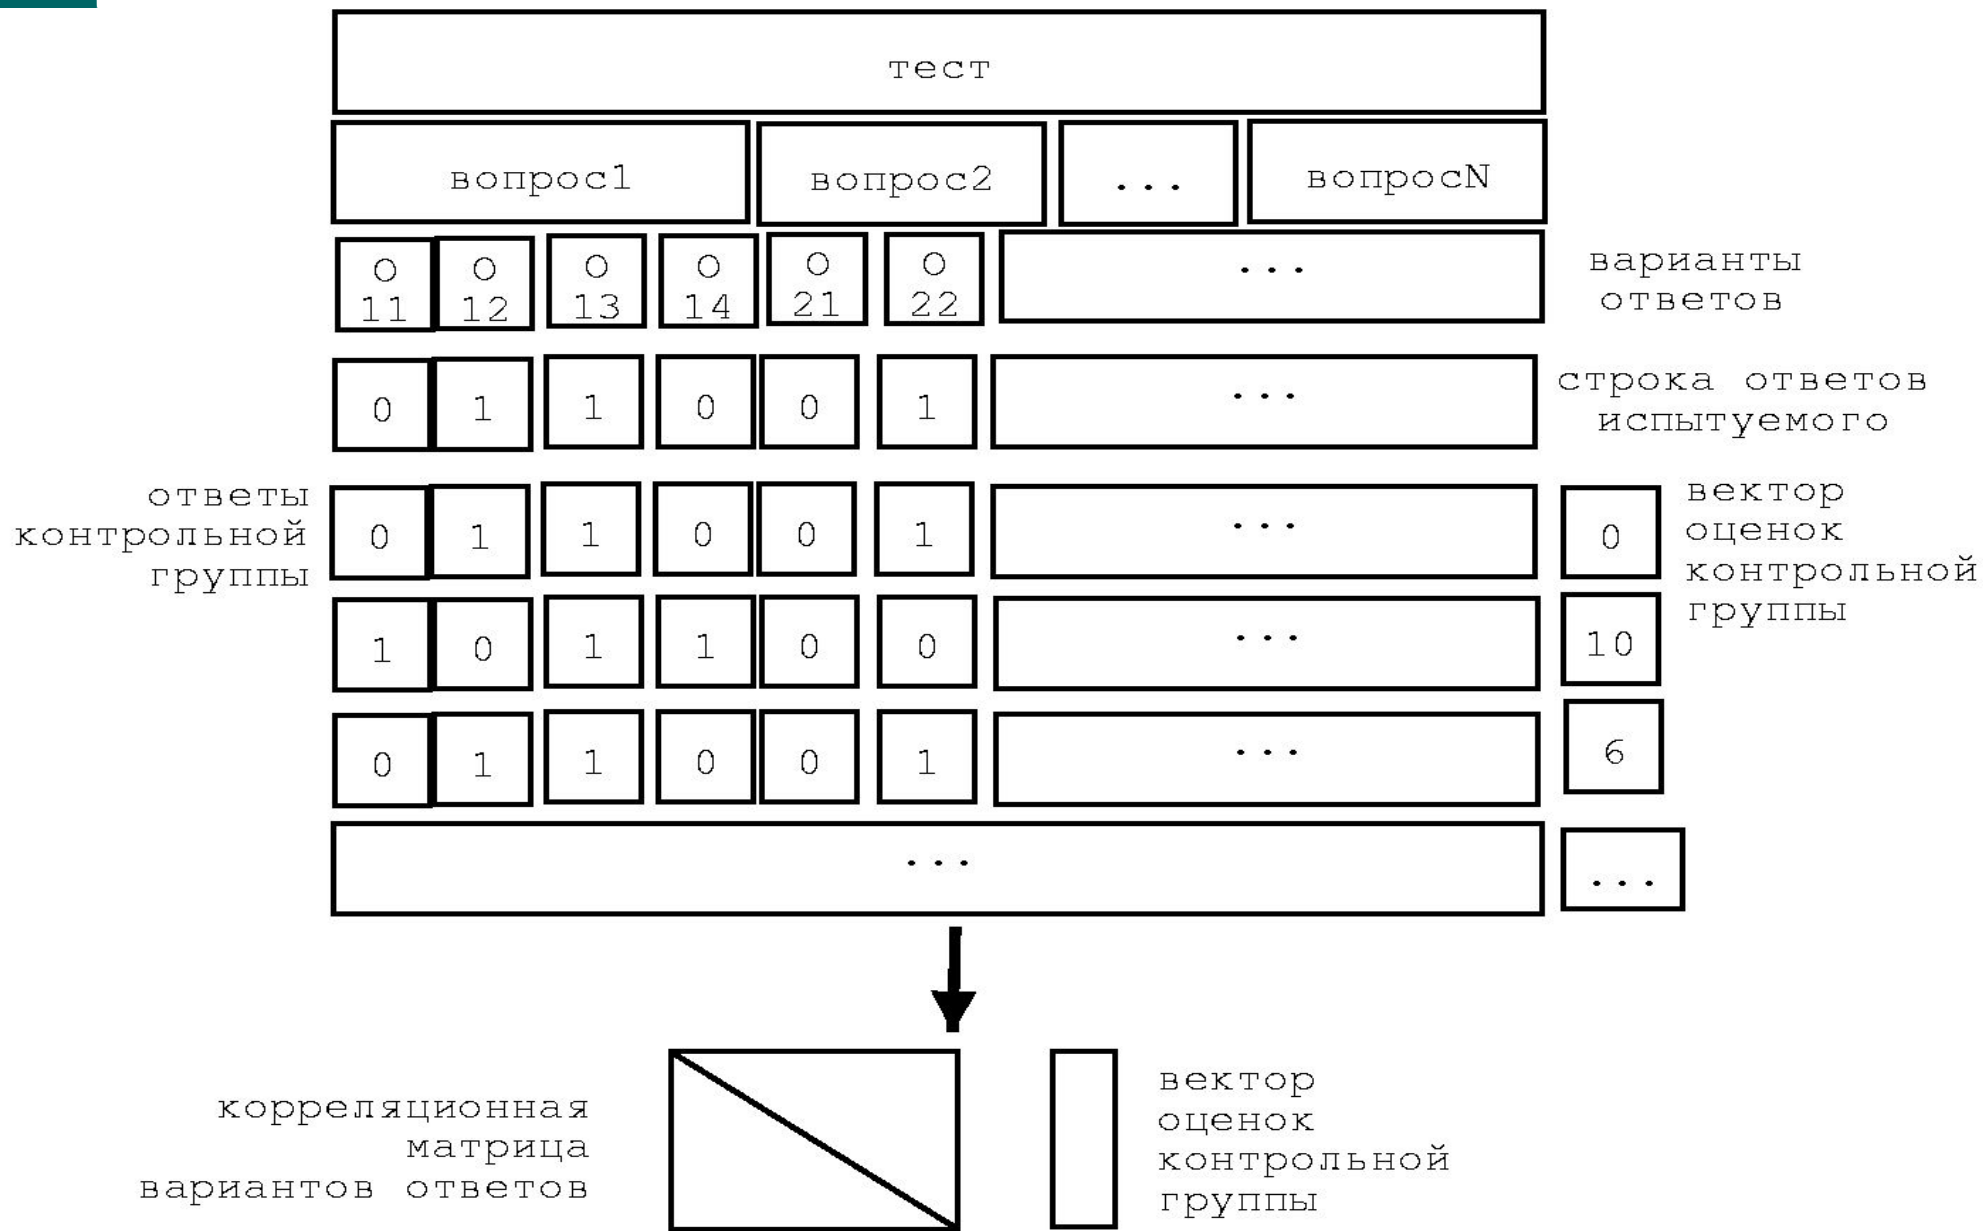 тест
вопрос1 вопрос2 ... вопросN
О 11 О 12 О 13 О 14 О 21 О 22 ...
варианты
ответов
0 1 1 0 0 1 ...
строка ответов
испытуемого
ответы
контрольной
группы
0 1 1 0 0 1 ... 0
вектор
оценок
контрольной
группы
1 0 1 1 0 0 ... 10
0 1 1 0 0 1 ... 6
... ...
корреляционная
матрица
вариантов ответов
вектор
оценок
контрольной
группы